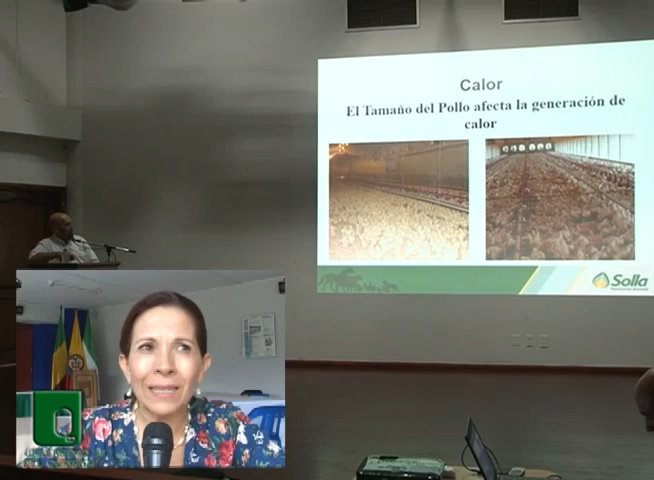 Calor
El Tamaño del Pollo afecta la generación de
calor
Solla